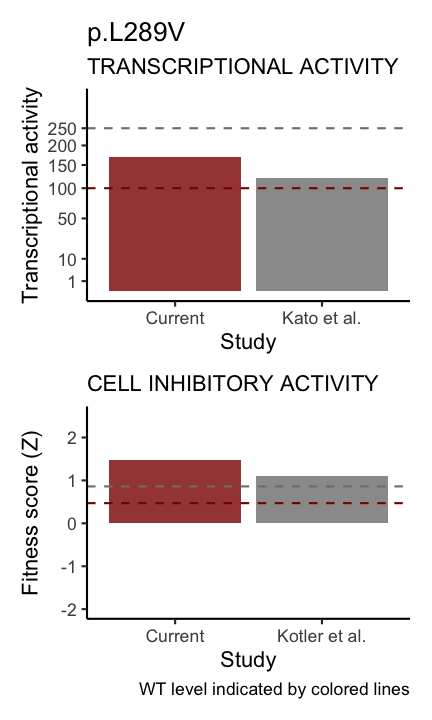 p.L289V
TRANSCRIPTIONAL ACTIVITY
Transcriptional activity
250
200
150
100
50
10
1
Current
Kato et al.
Study
CELL INHIBITORY ACTIVITY
Fitness score (Z)
2
1
0
-1
-2
Current
Kotler et al.
Study
WT level indicated by colored lines